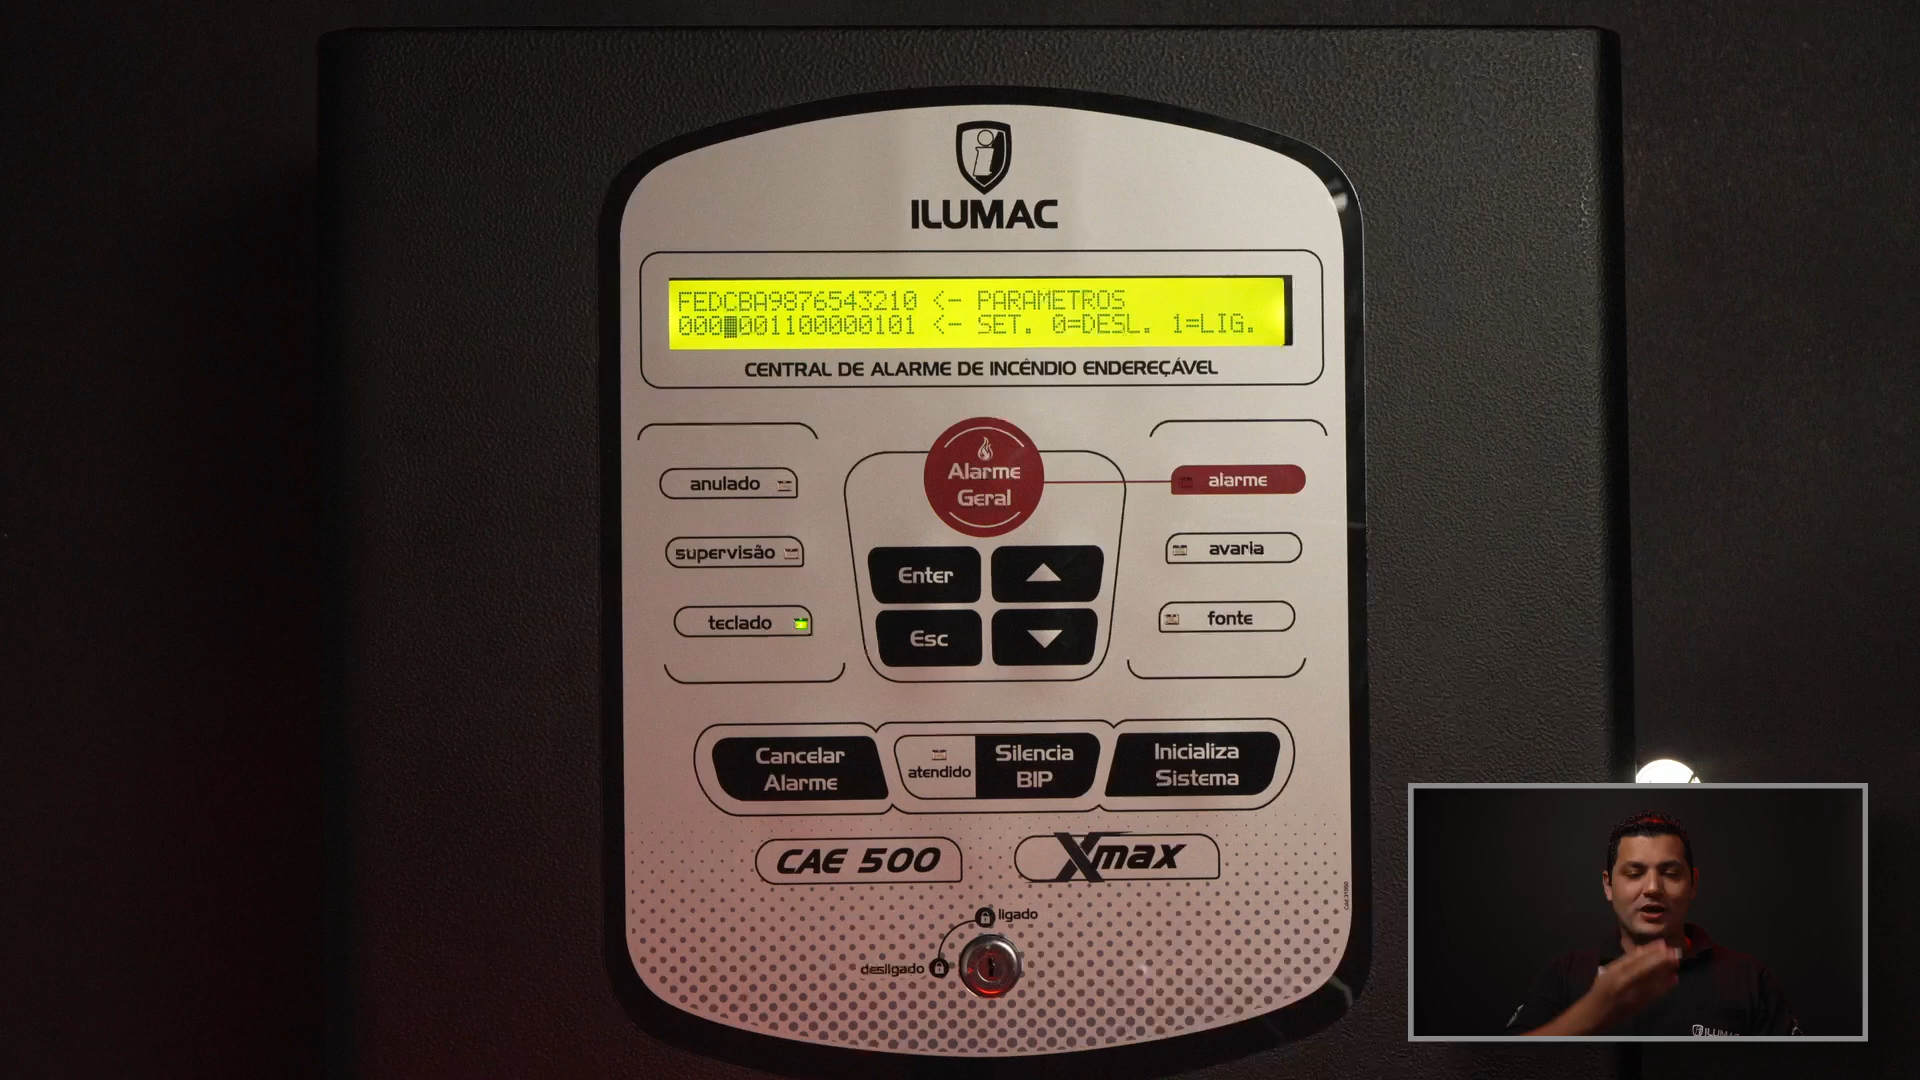 ILUMAC
FEDCBA9876543210 <- PARAMETROS
000 001100000101 <- SET. 0=DESL. 1=LIG.
CENTRAL DE ALARME DE INCÊNDIO ENDEREÇÁVEL
anulado
Alarme
Geral
alarme
supervisão
Enter
avaria
teclado
Esc
fonte
Cancelar
Alarme
atendido
Silencia
BIP
Inicializa
Sistema
CAE 500
Xmax
ligado
desligado
ILUMAC